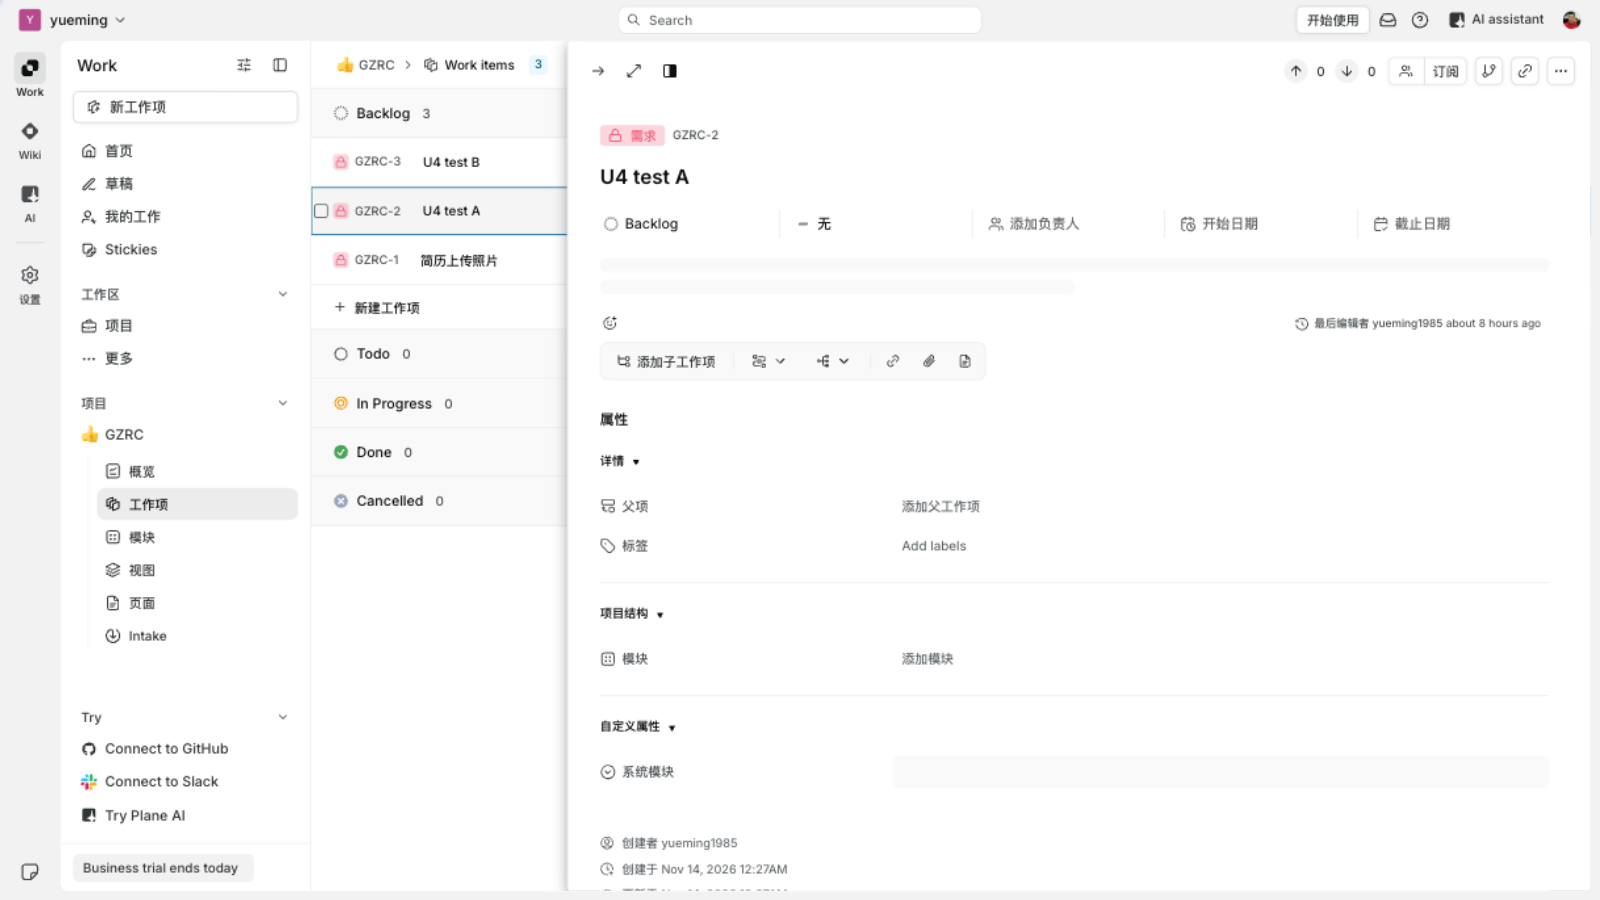 Y yueming
Search
开始使用
AI assistant
Work
Wiki
AI
设置
Work
新工作项
首页
草稿
我的工作
Stickies
工作区
项目
更多
项目
GZRC
概览
工作项
模块
视图
页面
Intake
Try
Connect to GitHub
Connect to Slack
Try Plane AI
Business trial ends today
GZRC Work items 3
Backlog 3
GZRC-3 U4 test B
GZRC-2 U4 test A
GZRC-1 简历上传照片
新建工作项
Todo 0
In Progress 0
Done 0
Cancelled 0
0 0 订阅
需求 GZRC-2
U4 test A
Backlog 无 添加负责人 开始日期 截止日期
最后编辑者 yueming1985 about 8 hours ago
添加子工作项
属性
详情
父项 添加父工作项
标签 Add labels
项目结构
模块 添加模块
自定义属性
系统模块
创建者 yueming1985
创建于 Nov 14, 2026 12:27AM